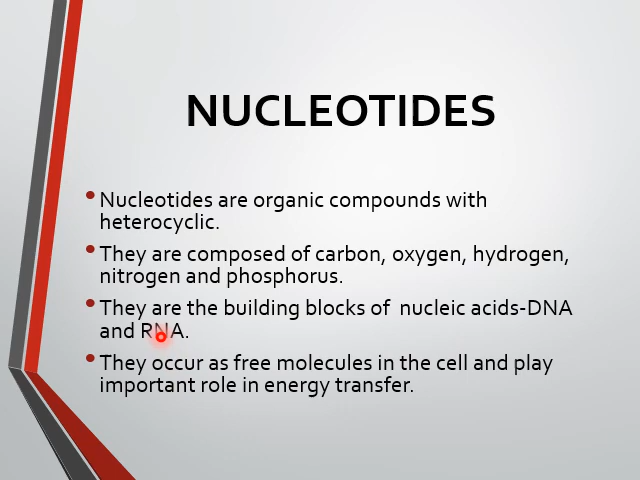 NUCLEOTIDES
• Nucleotides are organic compounds with
heterocyclic.
• They are composed of carbon, oxygen, hydrogen,
nitrogen and phosphorus.
• They are the building blocks of nucleic acids-DNA
and RNA.
• They occur as free molecules in the cell and play
important role in energy transfer.